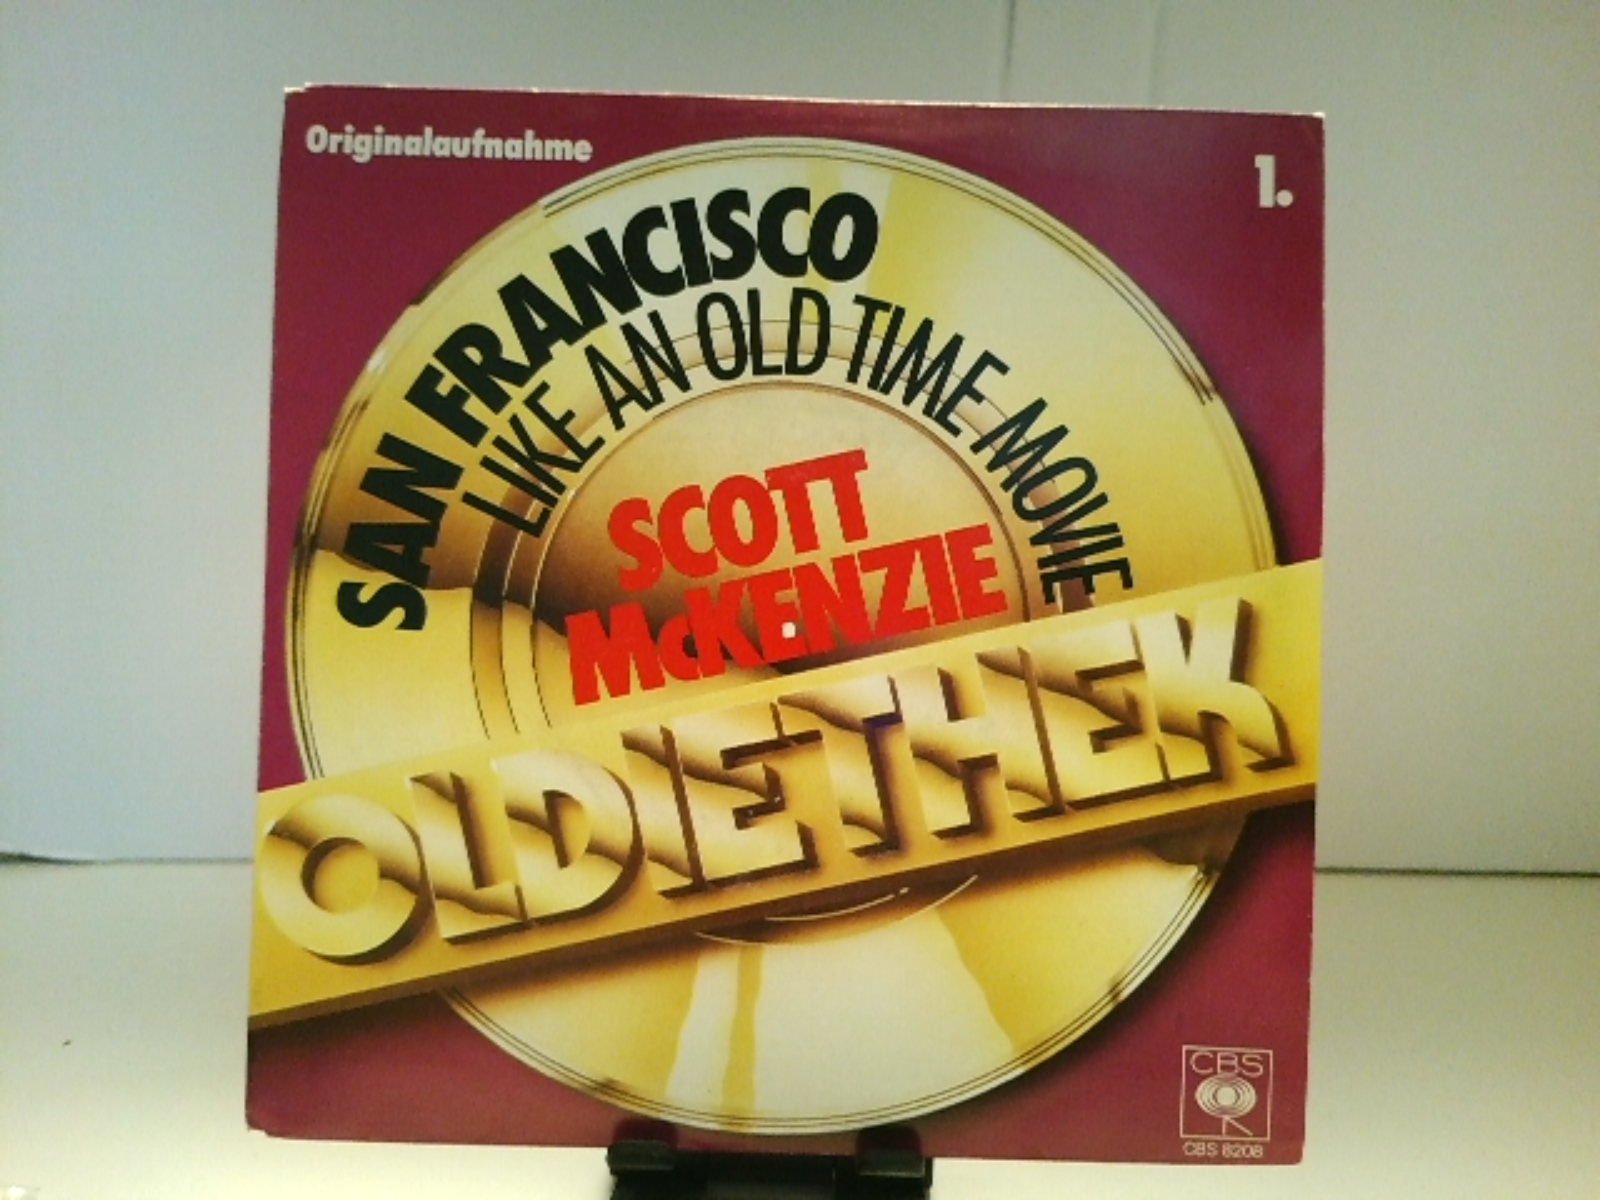 Originalaufnahme
1.
SAN FRANCISCO
LIKE AN OLD TIME MOVIE
SCOTT
McKENZIE
OLDIETHEK
CBS
CBS 8208